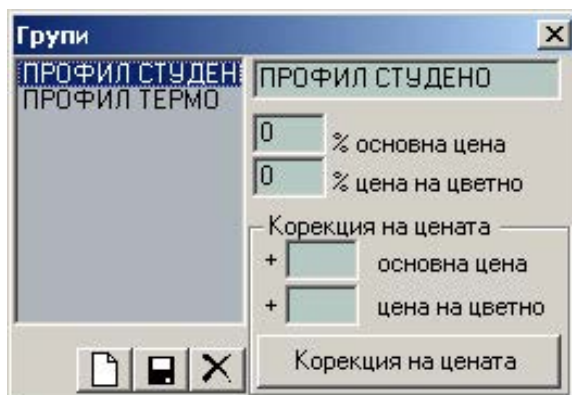 Групи
ПРОФИЛ СТУДЕН
ПРОФИЛ ТЕРМО
ПРОФИЛ СТУДЕНО
0 % основна цена
0 % цена на цветно
Корекция на цената
+ основна цена
+ цена на цветно
Корекция на цената